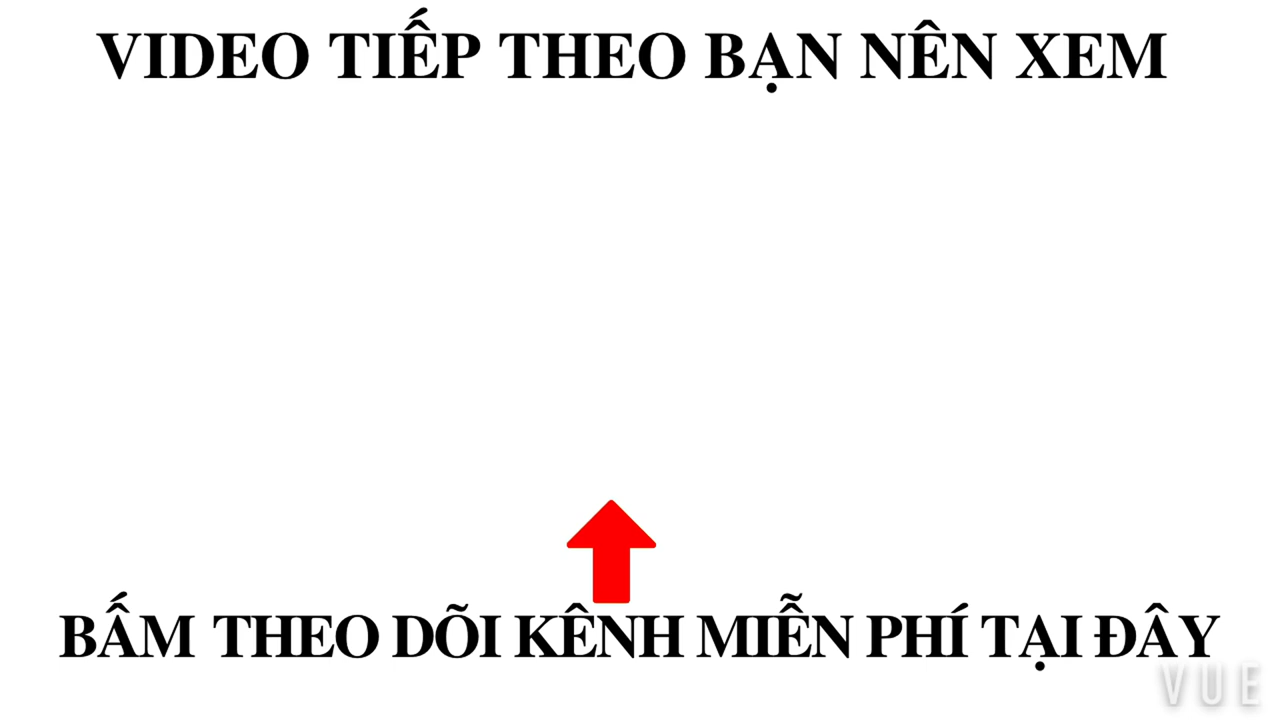 VIDEO TIẾP THEO BẠN NÊN XEM
BẤM THEO DÕI KÊNH MIỄN PHÍ TẠI ĐÂY
VUE